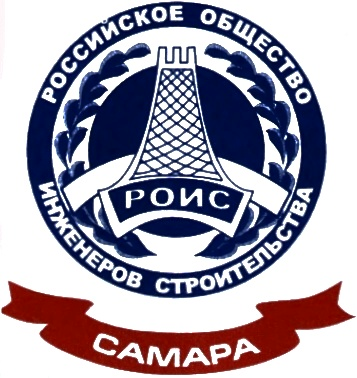 РОССИЙСКОЕ ОБЩЕСТВО
РОИС
ИНЖЕНЕРОВ СТРОИТЕЛЬСТВА
САМАРА